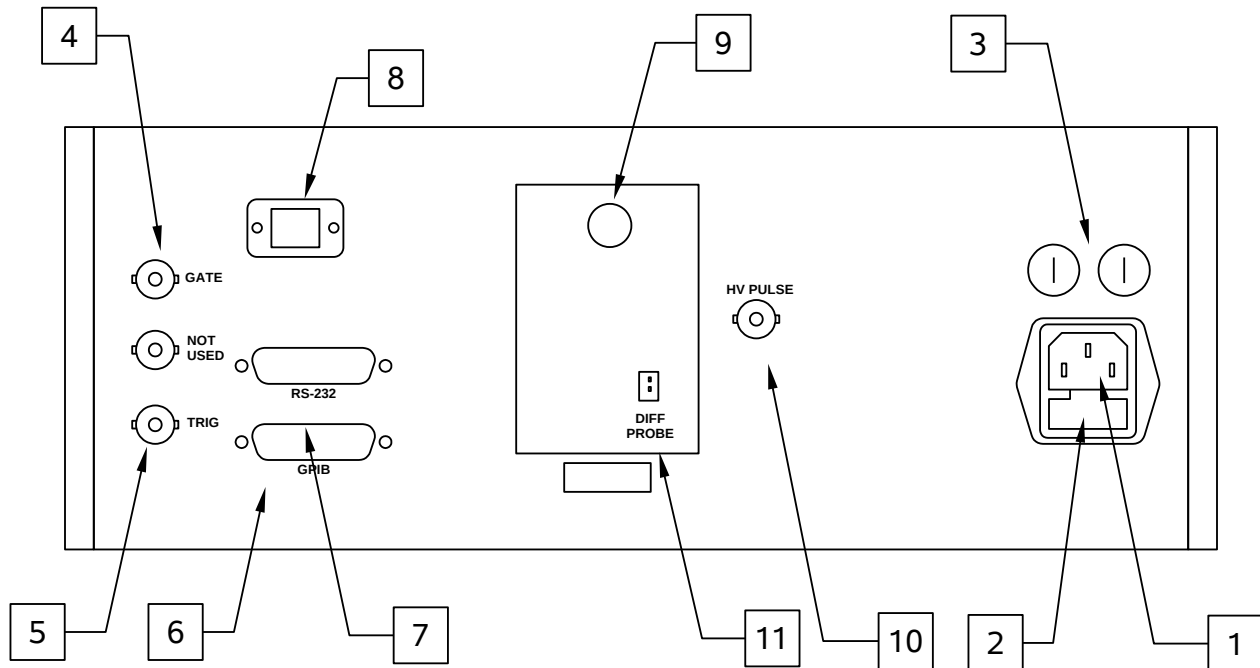 4
9
3
8
GATE
HV PULSE
NOT
USED
RS-232
DIFF
PROBE
TRIG
GPIB
5
6
7
11
10
2
1